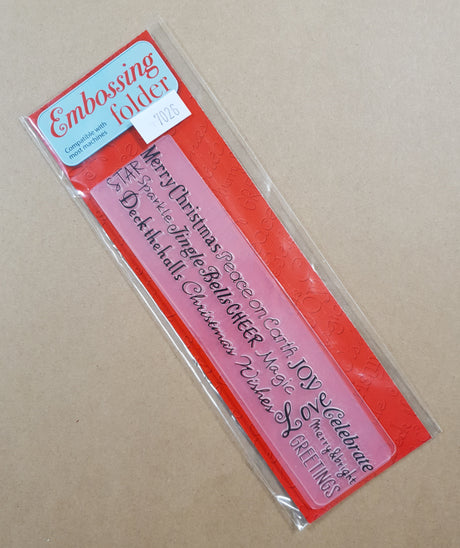 Embossing
folder
Compatible with
most machines
7026
Merry Christmas Peace on Earth JOY Celebrate
STAR Sparkle Jingle Bells CHEER Magic Love Merry & bright
Deck the halls Christmas Wishes GREETINGS